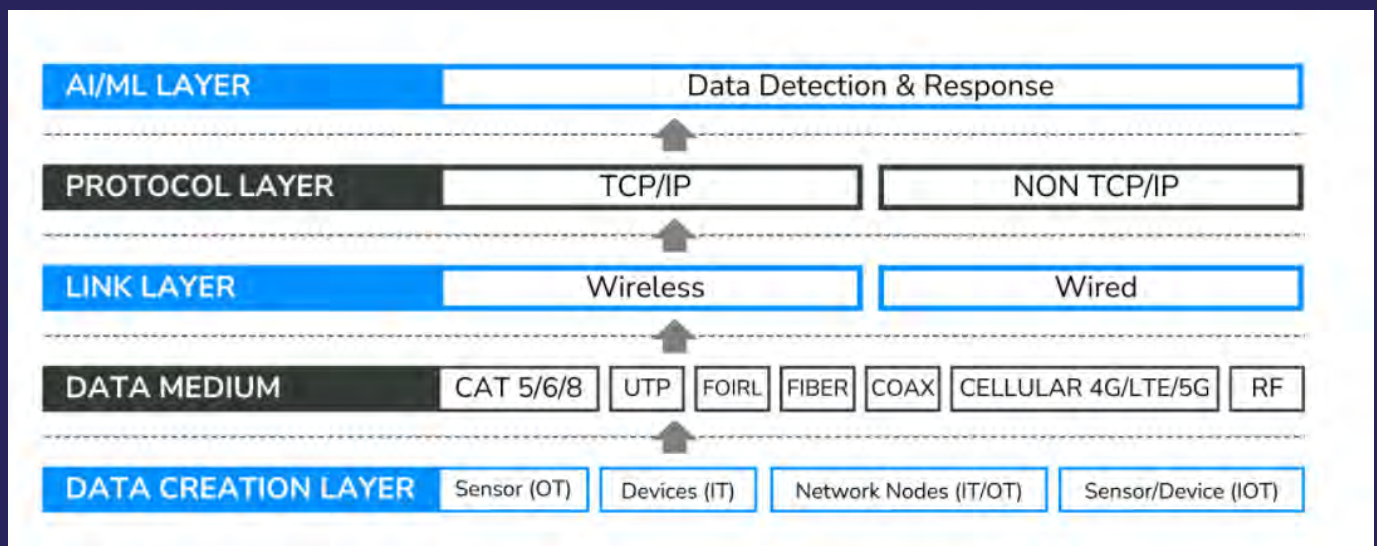 AI/ML LAYER Data Detection & Response
PROTOCOL LAYER TCP/IP NON TCP/IP
LINK LAYER Wireless Wired
DATA MEDIUM CAT 5/6/8 UTP FOIRL FIBER COAX CELLULAR 4G/LTE/5G RF
DATA CREATION LAYER Sensor (OT) Devices (IT) Network Nodes (IT/OT) Sensor/Device (IOT)